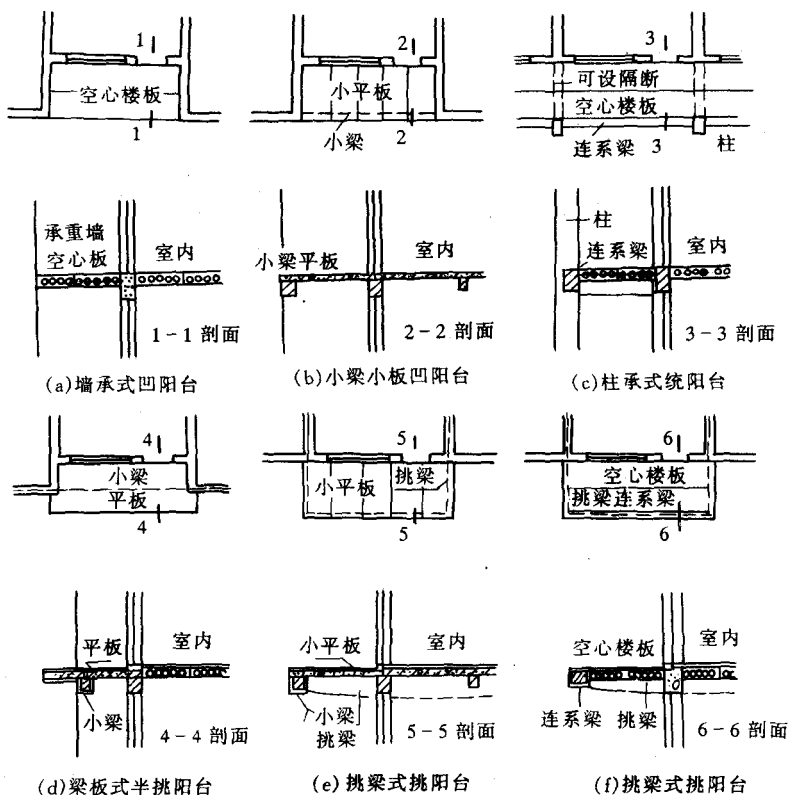 1
空心楼板
1
2
小平板
小梁
2
3
可设隔断
空心楼板
连系梁
3
柱
承重墙
空心板
室内
1-1 剖面
(a)墙承式凹阳台
小梁平板
室内
2-2 剖面
(b)小梁小板凹阳台
柱
连系梁
室内
3-3 剖面
(c)柱承式统阳台
4
小梁
平板
4
5
挑梁
小平板
5
6
空心楼板
挑梁连系梁
6
平板
室内
小梁
4-4 剖面
(d)梁板式半挑阳台
小平板
室内
小梁
挑梁
5-5 剖面
(e)挑梁式挑阳台
空心楼板
室内
连系梁
挑梁
6-6 剖面
(f)挑梁式挑阳台